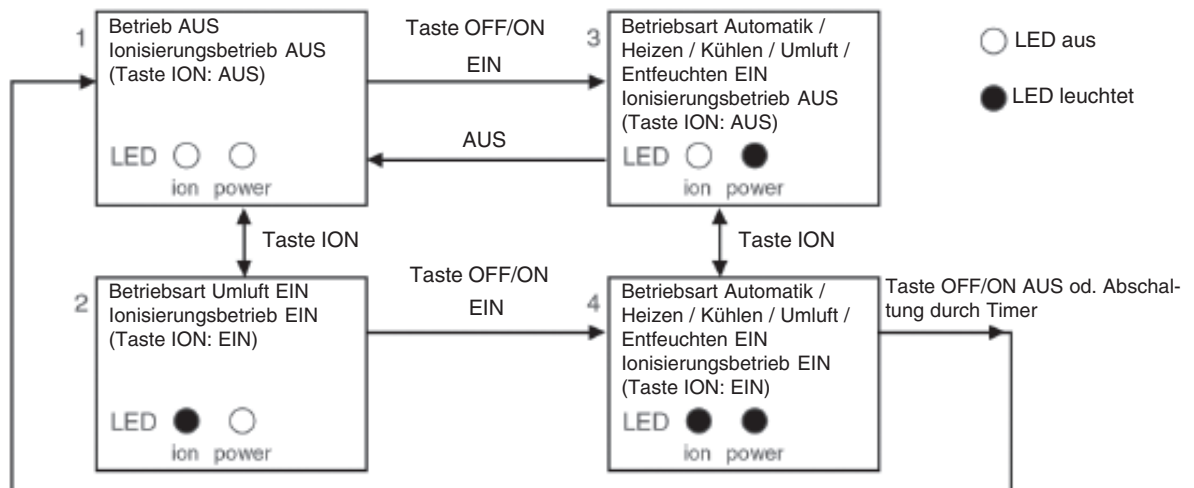 1
Betrieb AUS
Ionisierungsbetrieb AUS
(Taste ION: AUS)
LED
ion power
Taste OFF/ON
EIN
AUS
3
Betriebsart Automatik /
Heizen / Kühlen / Umluft /
Entfeuchten EIN
Ionisierungsbetrieb AUS
(Taste ION: AUS)
LED
ion power
LED aus
LED leuchtet
Taste ION
Taste ION
2
Betriebsart Umluft EIN
Ionisierungsbetrieb EIN
(Taste ION: EIN)
LED
ion power
Taste OFF/ON
EIN
4
Betriebsart Automatik /
Heizen / Kühlen / Umluft /
Entfeuchten EIN
Ionisierungsbetrieb EIN
(Taste ION: EIN)
LED
ion power
Taste OFF/ON AUS od. Abschal-
tung durch Timer